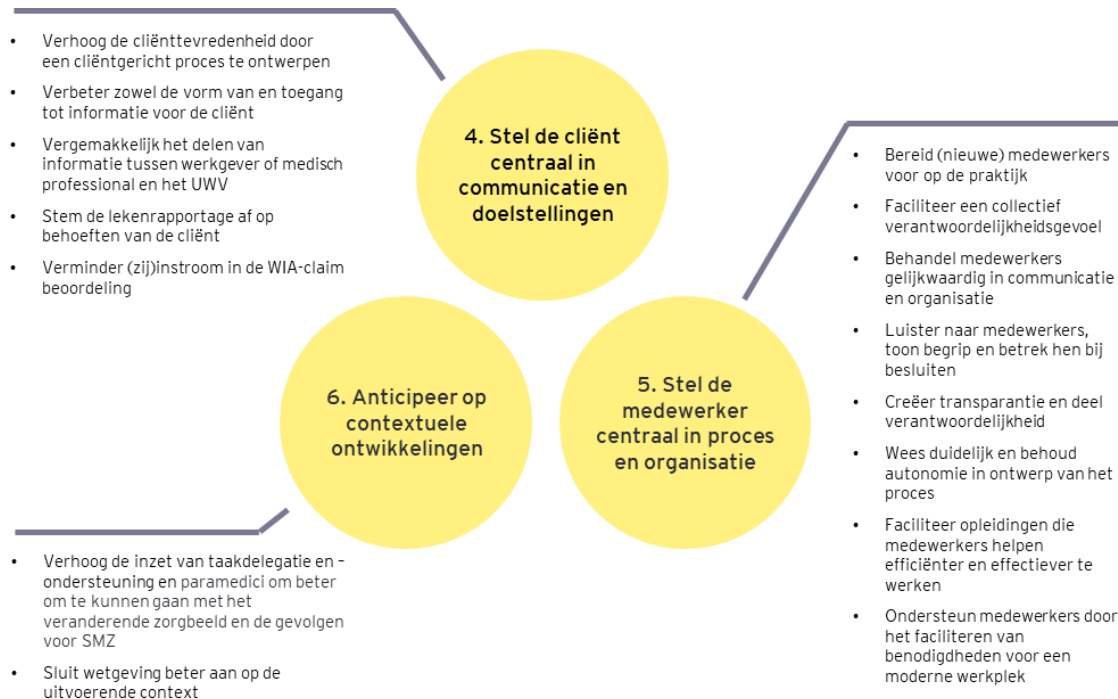 • Verhoog de cliënttevredenheid door
een cliëntgericht proces te ontwerpen
• Verbeter zowel de vorm van en toegang
tot informatie voor de cliënt
• Vergemakkelijk het delen van
informatie tussen werkgever of medisch
professional en het UWV
• Stem de lekenrapportage af op
behoeften van de cliënt
• Verminder (zij)instroom in de WIA-claim
beoordeling
4. Stel de cliënt
centraal in
communicatie en
doelstellingen
• Bereid (nieuwe) medewerkers
voor op de praktijk
• Faciliteer een collectief
verantwoordelijkheidsgevoel
• Behandel medewerkers
gelijkwaardig in communicatie
en organisatie
• Luister naar medewerkers,
toon begrip en betrek hen bij
besluiten
• Creëer transparantie en deel
verantwoordelijkheid
• Wees duidelijk en behoud
autonomie in ontwerp van het
proces
• Faciliteer opleidingen die
medewerkers helpen
efficiënter en effectiever te
werken
• Ondersteun medewerkers door
het faciliteren van
benodigdheden voor een
moderne werkplek
5. Stel de
medewerker
centraal in proces
en organisatie
6. Anticipeer op
contextuele
ontwikkelingen
• Verhoog de inzet van taakdelegatie en –
ondersteuning en paramedici om beter
om te kunnen gaan met het
veranderende zorgbeeld en de gevolgen
voor SMZ
• Sluit wetgeving beter aan op de
uitvoerende context